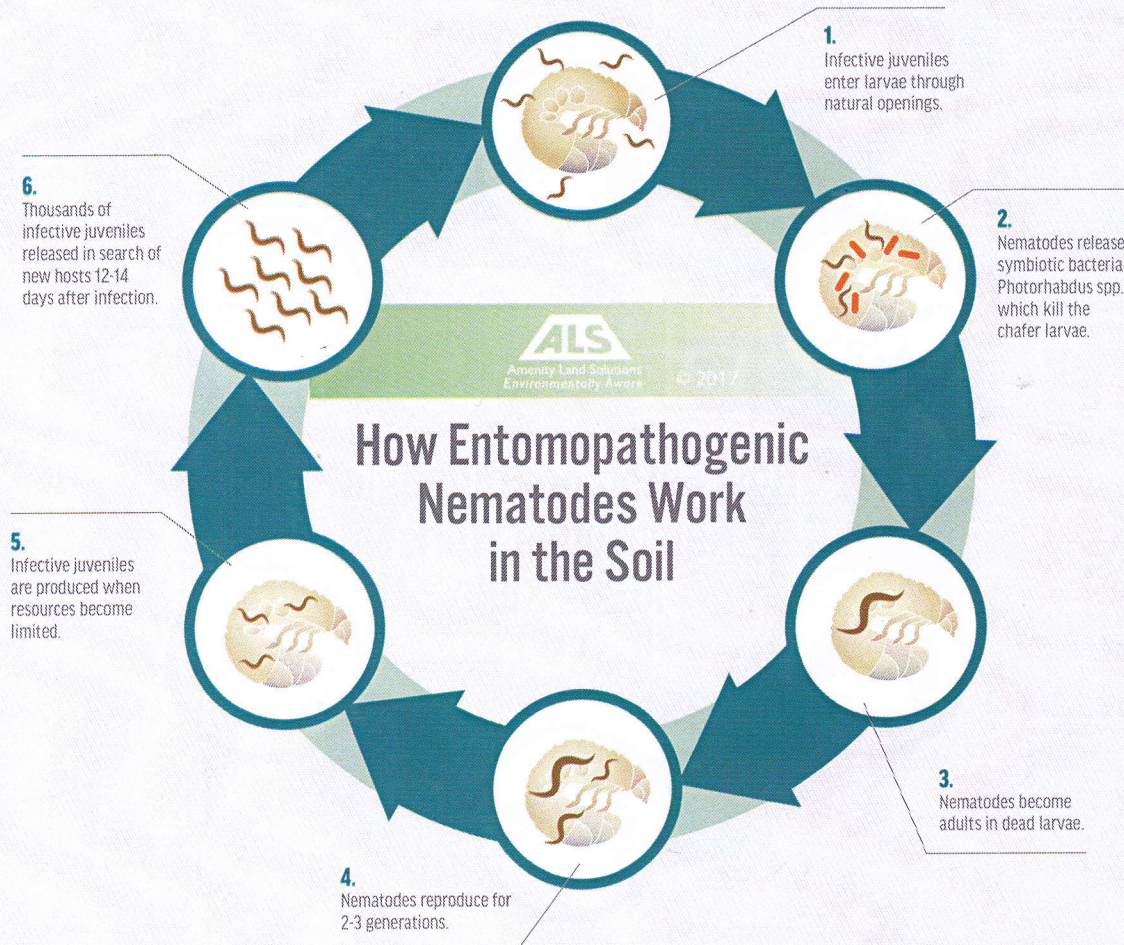 1.
Infective juveniles
enter larvae through
natural openings.
2.
Nematodes release
symbiotic bacteria
Photorhabdus spp.
which kill the
chafer larvae.
3.
Nematodes become
adults in dead larvae.
4.
Nematodes reproduce for
2-3 generations.
5.
Infective juveniles
are produced when
resources become
limited.
6.
Thousands of
infective juveniles
released in search of
new hosts 12-14
days after infection.
ALS
Amenity Land Solutions
Environmentally Aware
© 2017
How Entomopathogenic
Nematodes Work
in the Soil